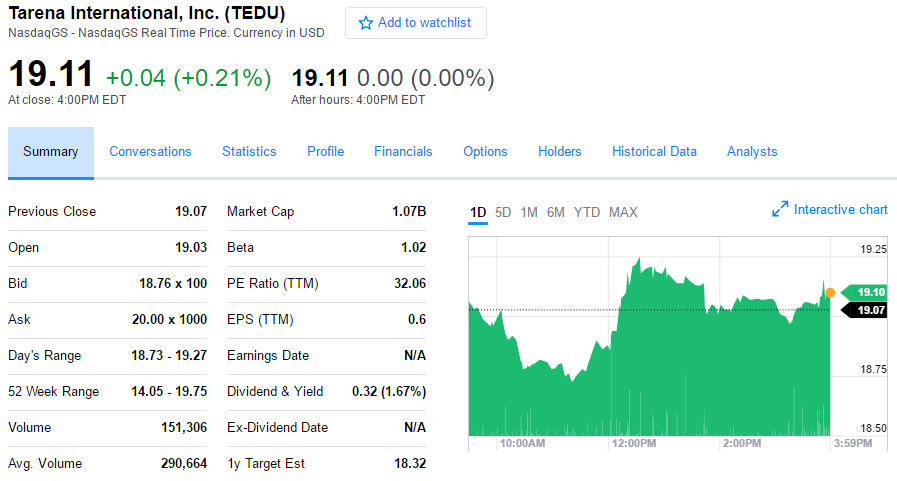 Tarena International, Inc. (TEDU)
Add to watchlist
NasdaqGS - NasdaqGS Real Time Price. Currency in USD
19.11 +0.04 (+0.21%) 19.11 0.00 (0.00%)
At close: 4:00PM EDT After hours: 4:00PM EDT
Summary Conversations Statistics Profile Financials Options Holders Historical Data Analysts
Previous Close 19.07
Open 19.03
Bid 18.76 x 100
Ask 20.00 x 1000
Day's Range 18.73 - 19.27
52 Week Range 14.05 - 19.75
Volume 151,306
Avg. Volume 290,664
Market Cap 1.07B
Beta 1.02
PE Ratio (TTM) 32.06
EPS (TTM) 0.6
Earnings Date N/A
Dividend & Yield 0.32 (1.67%)
Ex-Dividend Date N/A
1y Target Est 18.32
1D 5D 1M 6M YTD MAX
Interactive chart
19.25
19.10
19.07
19.00
18.75
18.50
10:00AM 12:00PM 2:00PM 3:59PM